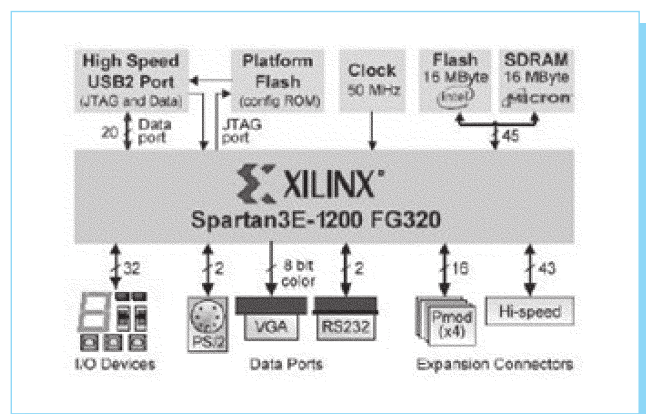 High Speed
USB2 Port
(JTAG and Data)
Platform
Flash
(config ROM)
Clock
50 MHz
Flash
16 MByte
intel
SDRAM
16 MByte
Micron
20
Data
port
JTAG
port
45
XILINX®
Spartan3E-1200 FG320
32
2
8 bit
color
2
16
43
PS/2
VGA
RS232
Pmod
(x4)
Hi-speed
I/O Devices
Data Ports
Expansion Connectors